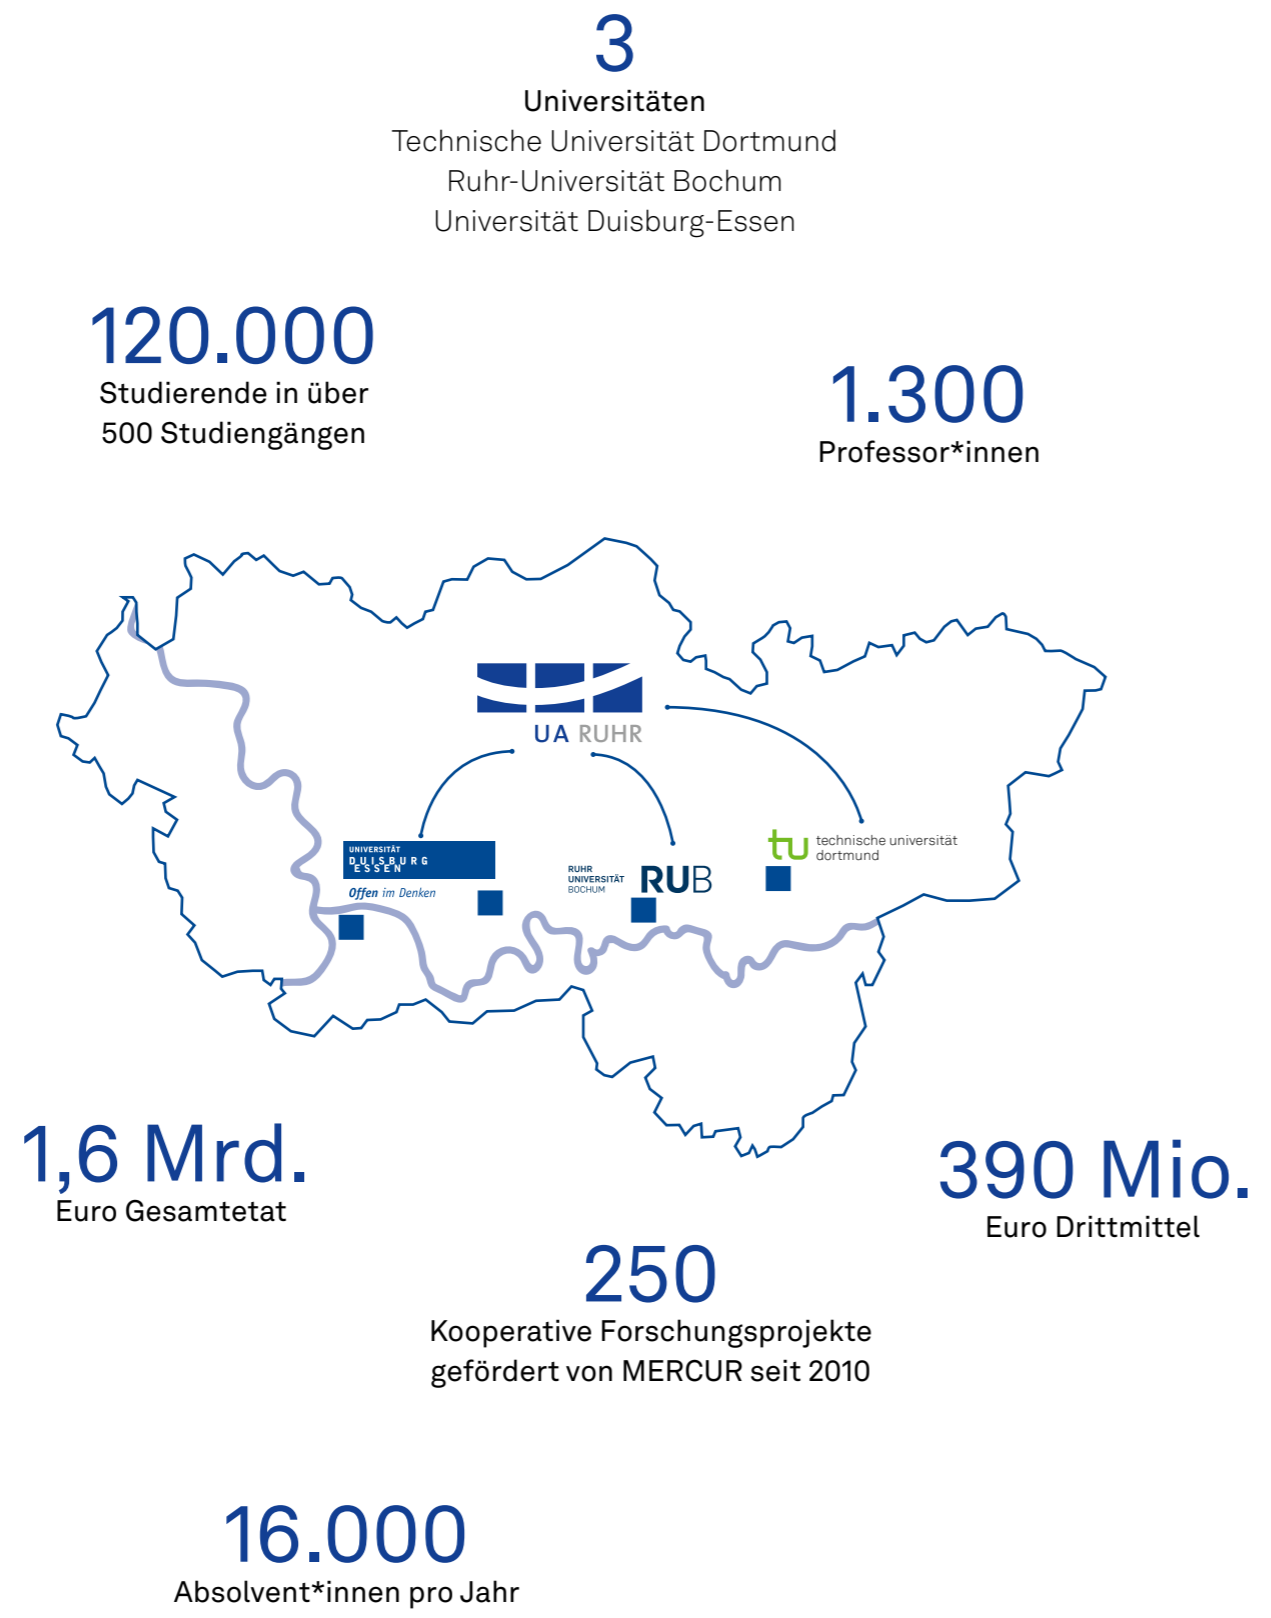 3
Universitäten
Technische Universität Dortmund
Ruhr-Universität Bochum
Universität Duisburg-Essen
120.000
Studierende in über
500 Studiengängen
1.300
Professor*innen
UA RUHR
UNIVERSITÄT
DUISBURG
ESSEN
Offen im Denken
RUHR
UNIVERSITÄT
BOCHUM
RUB
tu
technische universität
dortmund
1,6 Mrd.
Euro Gesamtetat
390 Mio.
Euro Drittmittel
250
Kooperative Forschungsprojekte
gefördert von MERCUR seit 2010
16.000
Absolvent*innen pro Jahr